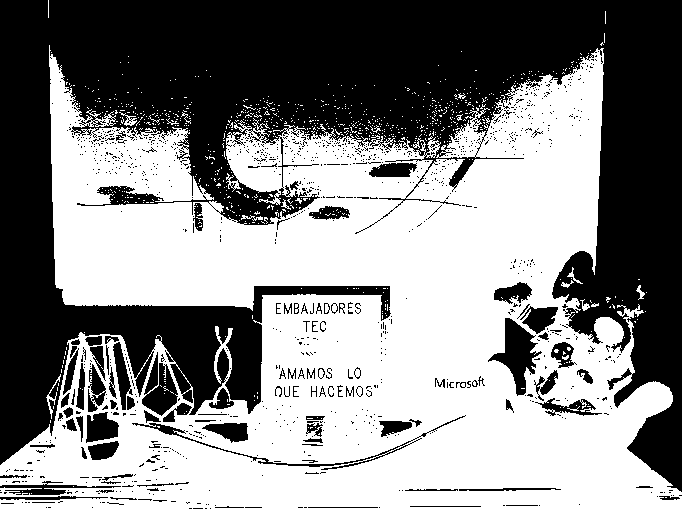 EMBAJADORES
TEC
"AMAMOS LO
QUE HACEMOS"
Microsoft